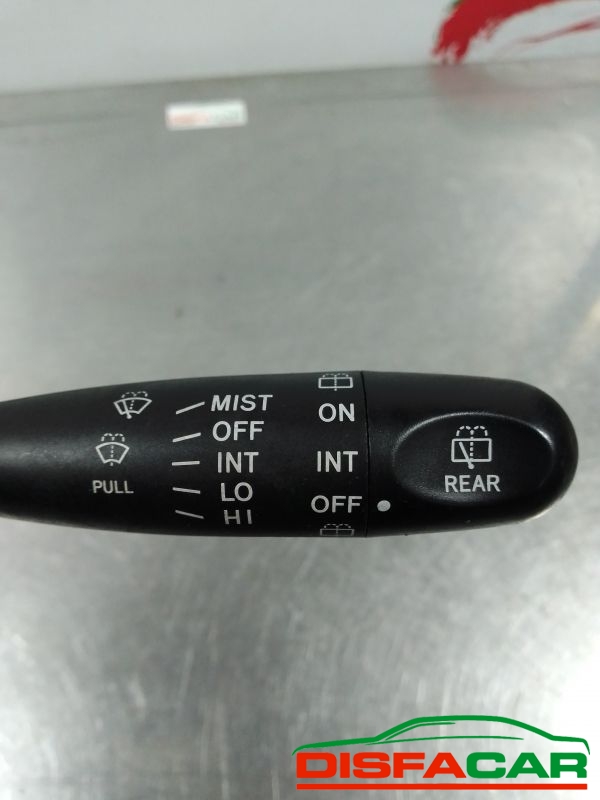 MIST
OFF
INT
LO
HI
PULL
ON
INT
OFF
REAR
DISFACAR